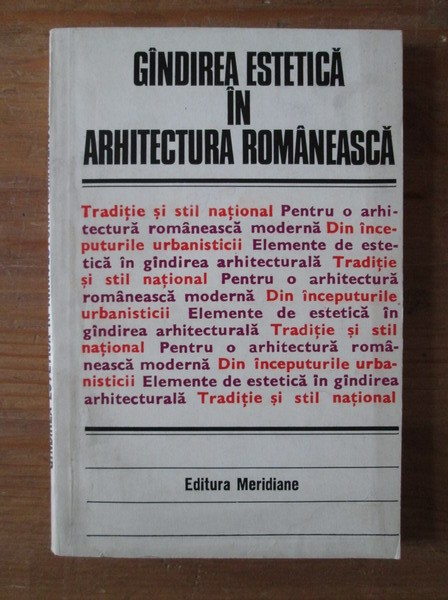 GÎNDIREA ESTETICĂ
ÎN
ARHITECTURA ROMÂNEASCĂ
Tradiție și stil național Pentru o arhi-
tectură românească modernă Din înce-
puturile urbanisticii Elemente de este-
tică în gîndirea arhitecturală Tradiție
și stil național Pentru o arhitectură
românească modernă Din începuturile
urbanisticii Elemente de estetică în
gîndirea arhitecturală Tradiție și stil
național Pentru o arhitectură româ-
nească modernă Din începuturile urba-
nisticii Elemente de estetică în gîndirea
arhitecturală Tradiție și stil național
Editura Meridiane